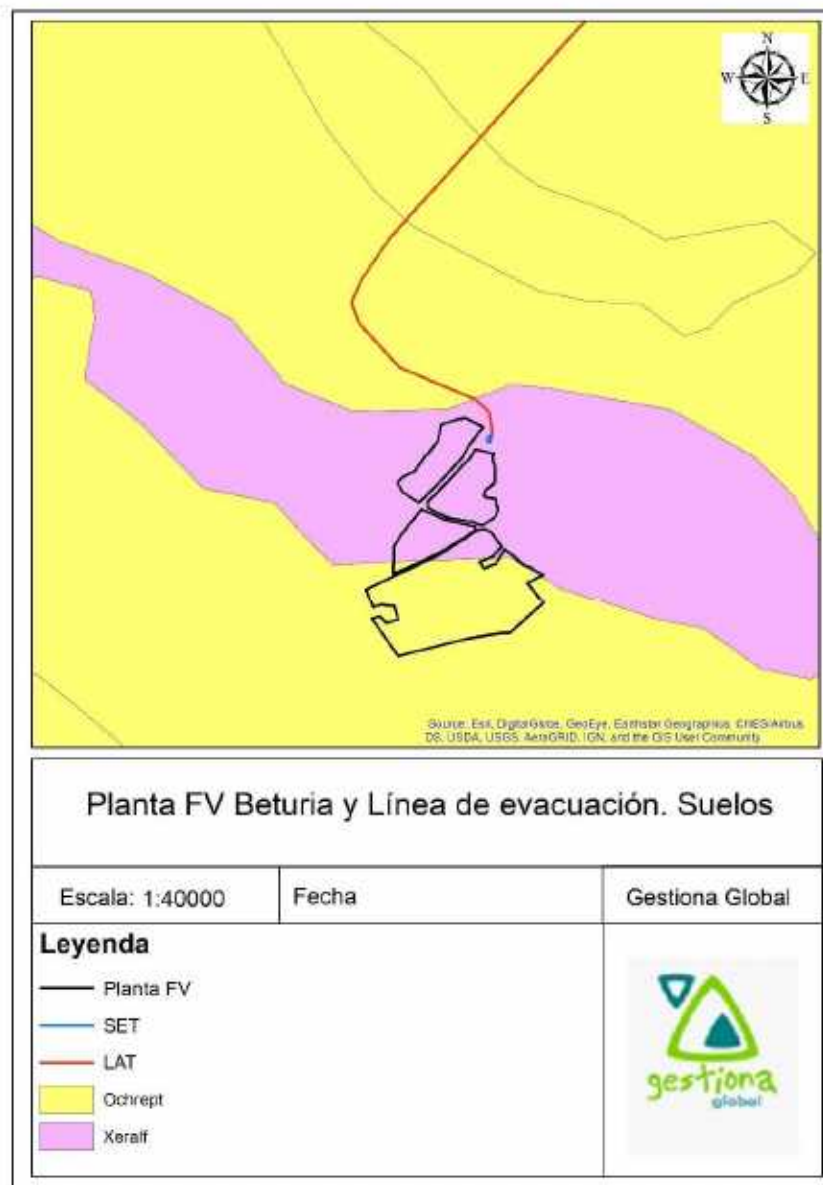 N
W E
S
Source: Esri, DigitalGlobe, GeoEye, Earthstar Geographics, CNES/Airbus
DS, USDA, USGS, AeroGRID, IGN, and the GIS User Community
Planta FV Beturia y Línea de evacuación. Suelos
Escala: 1:40000
Fecha
Gestiona Global
Leyenda
Planta FV
SET
LAT
Ochrept
Xeralf
gestiona
global